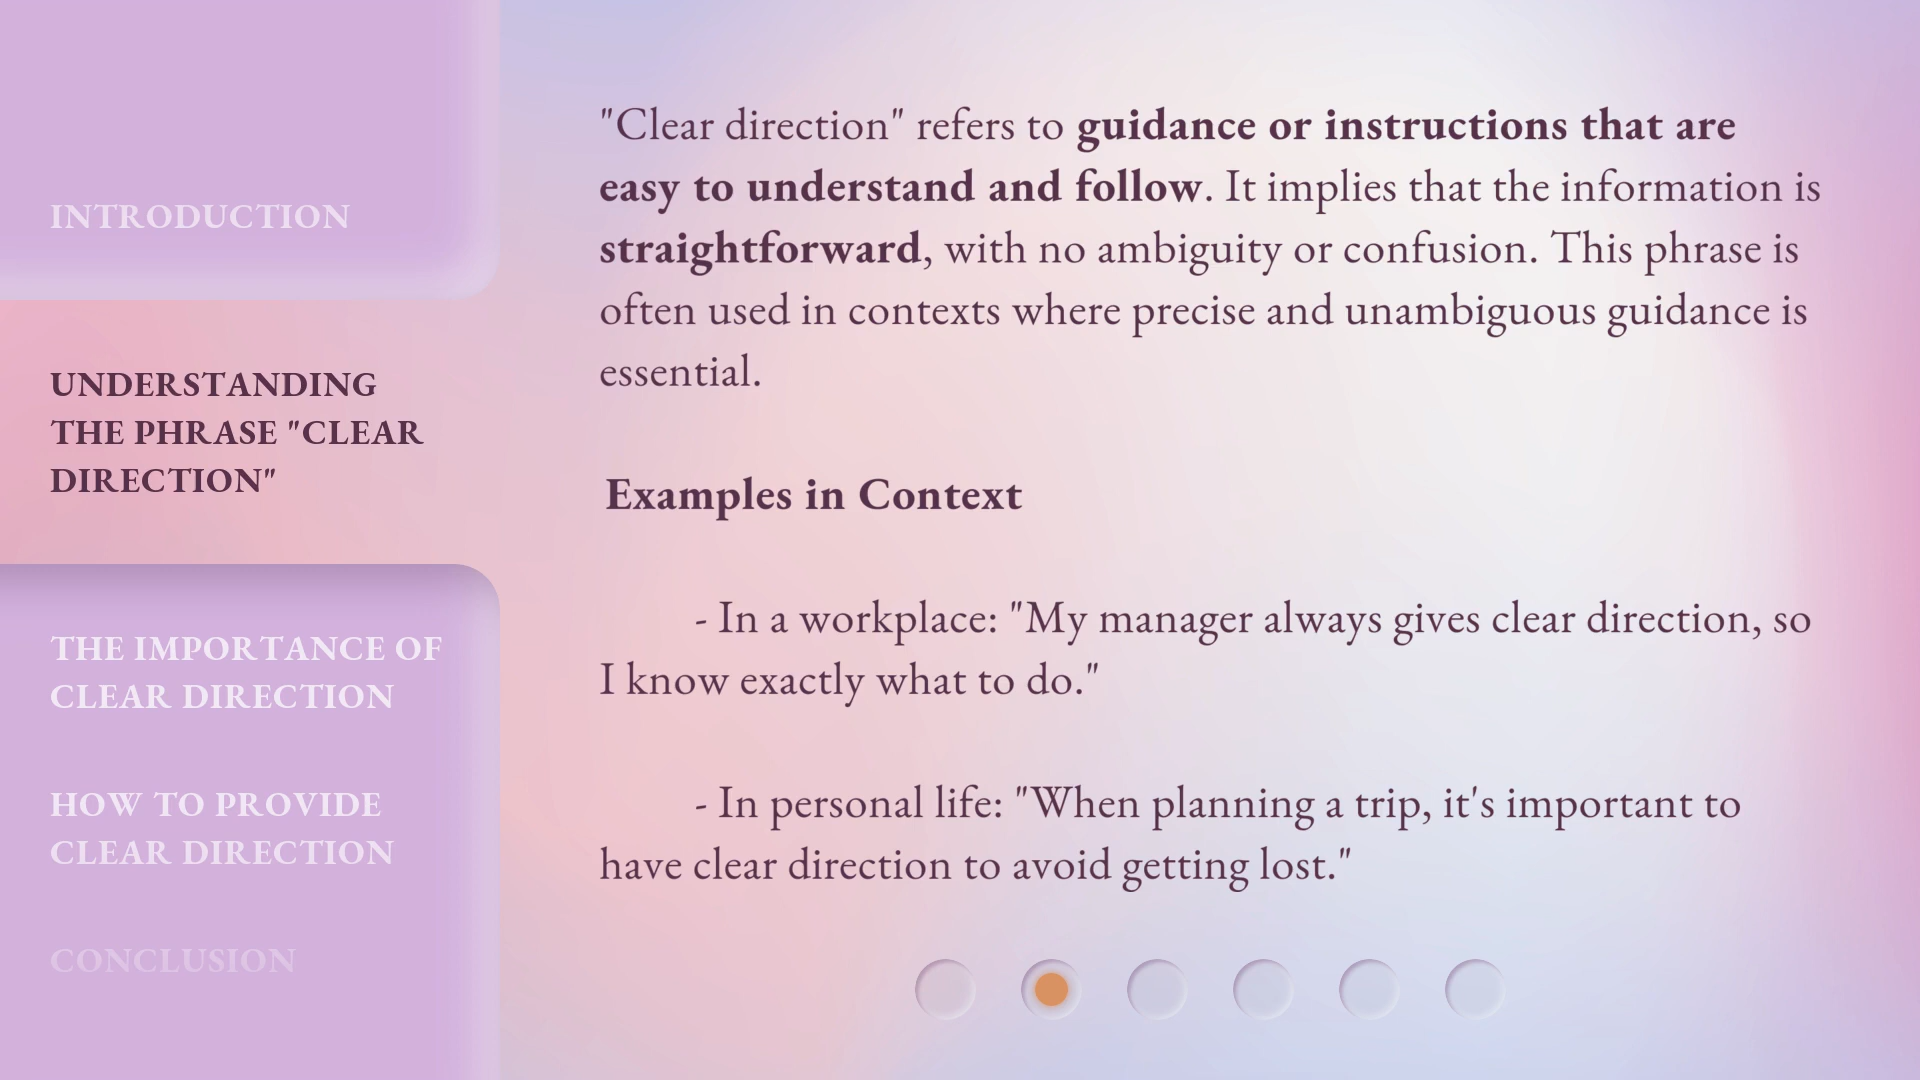 INTRODUCTION
UNDERSTANDING
THE PHRASE "CLEAR
DIRECTION"
THE IMPORTANCE OF
CLEAR DIRECTION
HOW TO PROVIDE
CLEAR DIRECTION
CONCLUSION
"Clear direction" refers to guidance or instructions that are
easy to understand and follow. It implies that the information is
straightforward, with no ambiguity or confusion. This phrase is
often used in contexts where precise and unambiguous guidance is
essential.
Examples in Context
- In a workplace: "My manager always gives clear direction, so
I know exactly what to do."
- In personal life: "When planning a trip, it's important to
have clear direction to avoid getting lost."